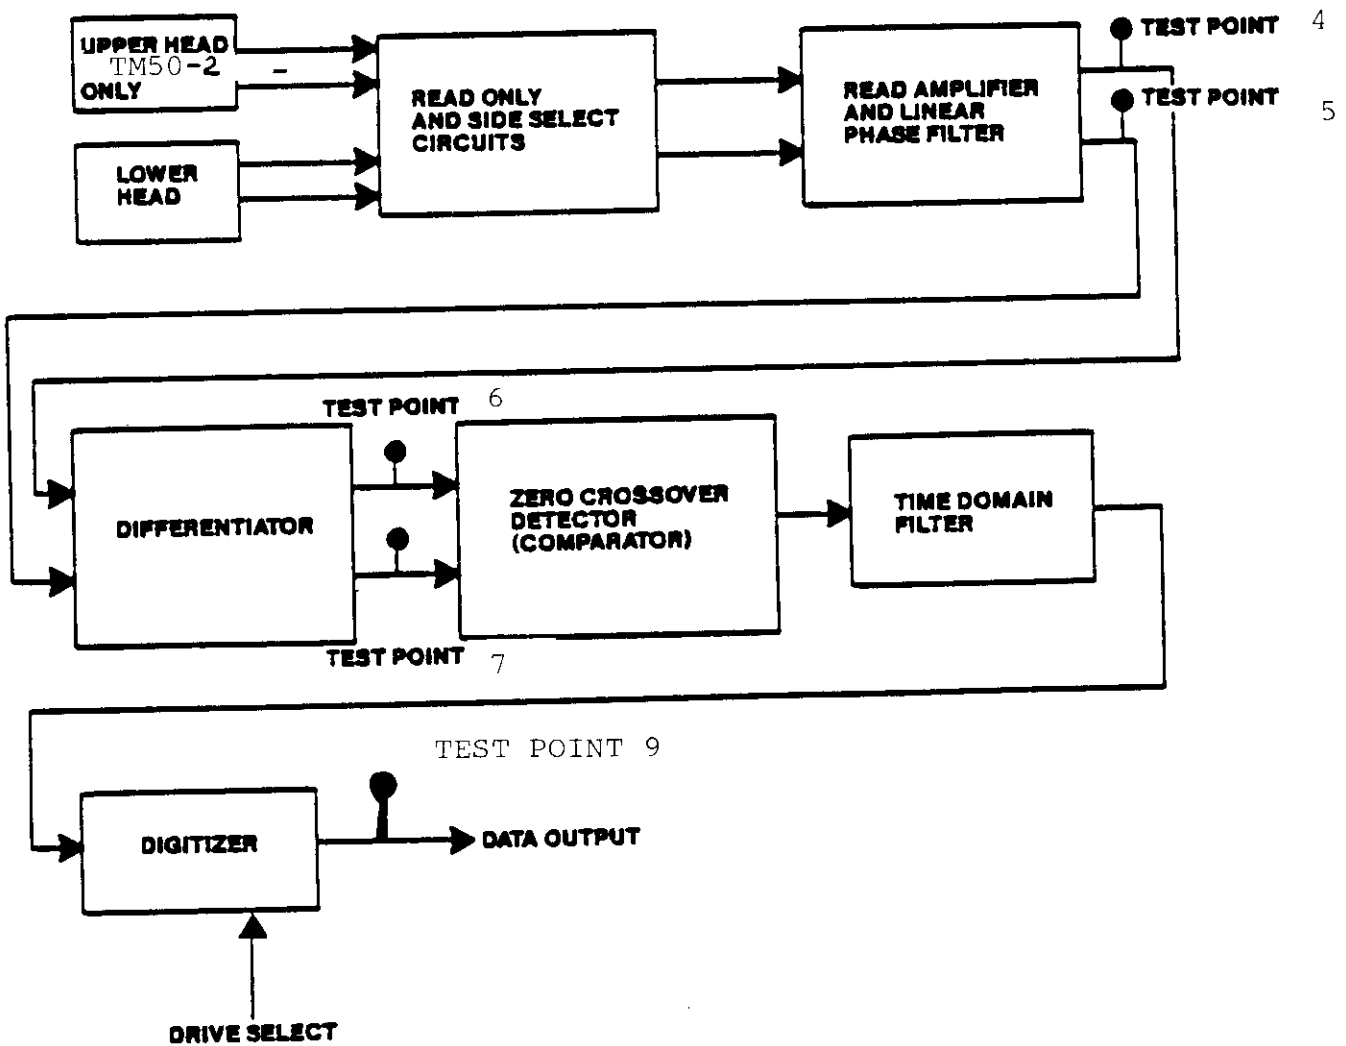 UPPER HEAD
TM50-2 -
ONLY
LOWER
HEAD
READ ONLY
AND SIDE SELECT
CIRCUITS
READ AMPLIFIER
AND LINEAR
PHASE FILTER
TEST POINT 4
TEST POINT 5
TEST POINT 6
DIFFERENTIATOR
TEST POINT 7
ZERO CROSSOVER
DETECTOR
(COMPARATOR)
TIME DOMAIN
FILTER
TEST POINT 9
DIGITIZER
DATA OUTPUT
DRIVE SELECT